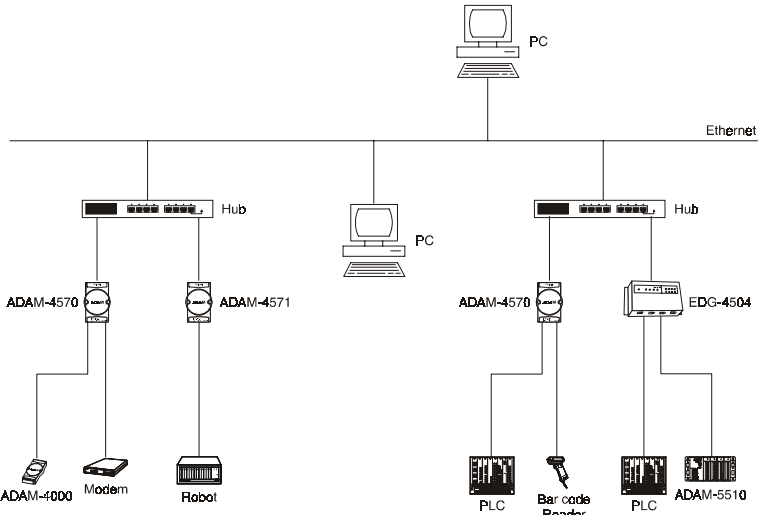 PC
Ethernet
Hub
PC
Hub
ADAM-4570
ADAM-4571
ADAM-4570
EDG-4504
ADAM-4000
Modem
Robot
PLC
Bar code
Reader
PLC
ADAM-5510